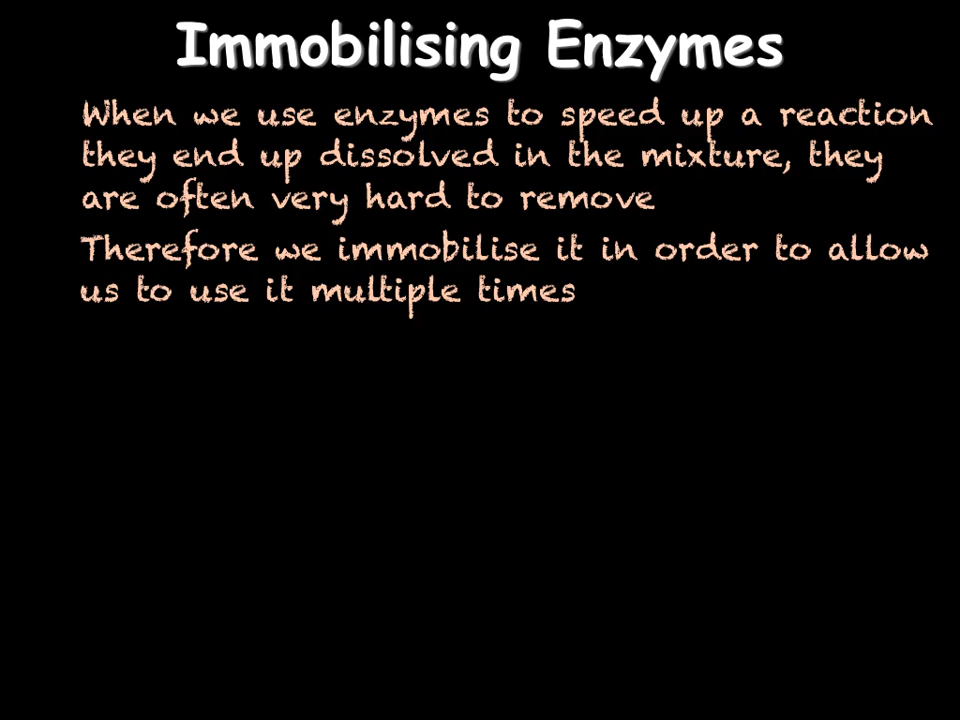 Immobilising Enzymes
When we use enzymes to speed up a reaction
they end up dissolved in the mixture, they
are often very hard to remove
Therefore we immobilise it in order to allow
us to use it multiple times